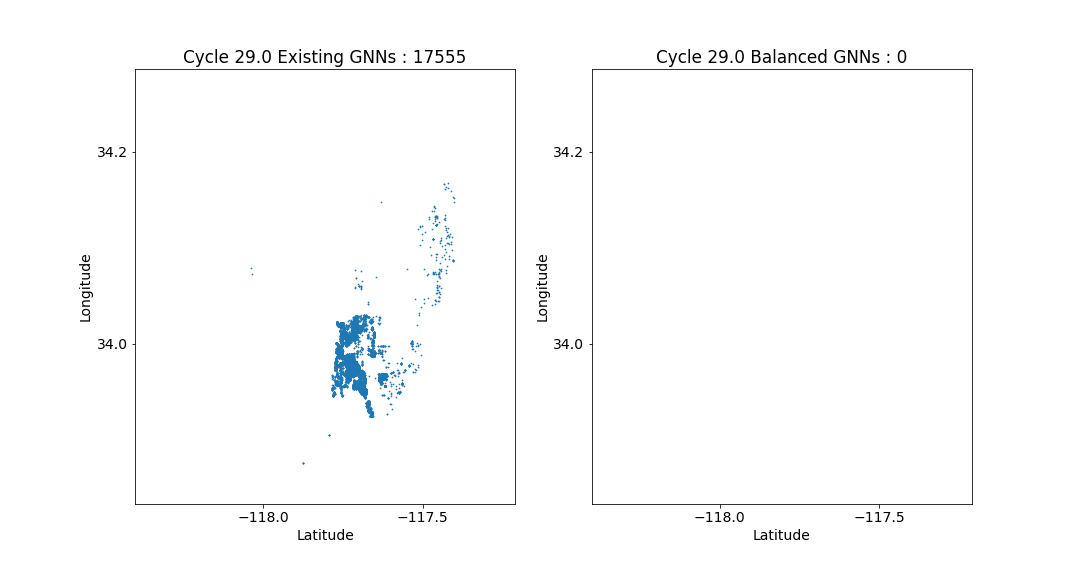 Cycle 29.0 Existing GNNs : 17555
34.2
34.0
Longitude
−118.0
−117.5
Latitude
Cycle 29.0 Balanced GNNs : 0
34.2
34.0
Longitude
−118.0
−117.5
Latitude